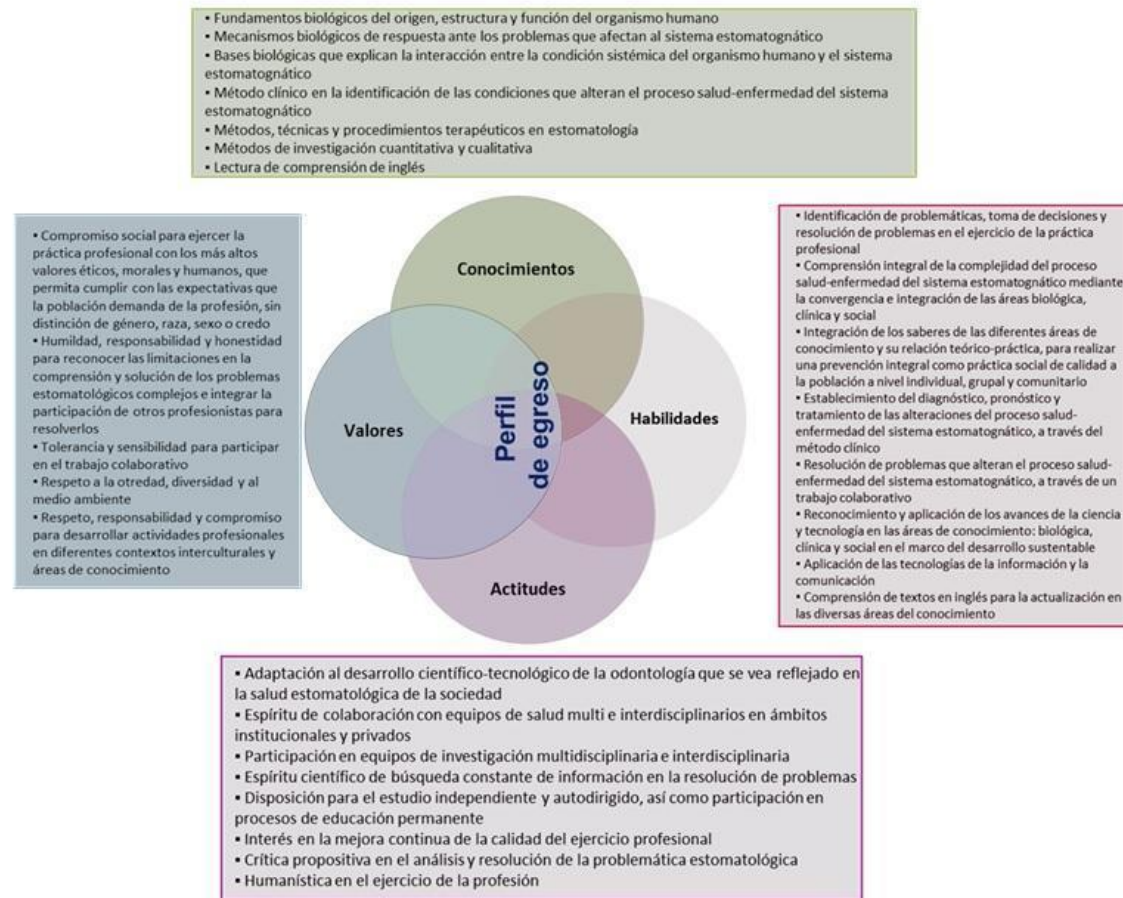 ▪ Fundamentos biológicos del origen, estructura y función del organismo humano
▪ Mecanismos biológicos de respuesta ante los problemas que afectan al sistema estomatognático
▪ Bases biológicas que explican la interacción entre la condición sistémica del organismo humano y el sistema
estomatognático
▪ Método clínico en la identificación de las condiciones que alteran el proceso salud-enfermedad del sistema
estomatognático
▪ Métodos, técnicas y procedimientos terapéuticos en estomatología
▪ Métodos de investigación cuantitativa y cualitativa
▪ Lectura de comprensión de inglés
▪ Compromiso social para ejercer la
práctica profesional con los más altos
valores éticos, morales y humanos, que
permita cumplir con las expectativas que
la población demanda de la profesión, sin
distinción de género, raza, sexo o credo
▪ Humildad, responsabilidad y honestidad
para reconocer las limitaciones en la
comprensión y solución de los problemas
estomatológicos complejos e integrar la
participación de otros profesionistas para
resolverlos
▪ Tolerancia y sensibilidad para participar
en el trabajo colaborativo
▪ Respeto a la otredad, diversidad y al
medio ambiente
▪ Respeto, responsabilidad y compromiso
para desarrollar actividades profesionales
en diferentes contextos interculturales y
áreas de conocimiento
Conocimientos
Valores
Perfil
de egreso
Habilidades
Actitudes
▪ Identificación de problemáticas, toma de decisiones y
resolución de problemas en el ejercicio de la práctica
profesional
▪ Comprensión integral de la complejidad del proceso
salud-enfermedad del sistema estomatognático mediante
la convergencia e integración de las áreas biológica,
clínica y social
▪ Integración de los saberes de las diferentes áreas de
conocimiento y su relación teórico-práctica, para realizar
una prevención integral como práctica social de calidad a
la población a nivel individual, grupal y comunitario
▪ Establecimiento del diagnóstico, pronóstico y
tratamiento de las alteraciones del proceso salud-
enfermedad del sistema estomatognático, a través del
método clínico
▪ Resolución de problemas que alteran el proceso salud-
enfermedad del sistema estomatognático, a través de un
trabajo colaborativo
▪ Reconocimiento y aplicación de los avances de la ciencia
y tecnología en las áreas de conocimiento: biológica,
clínica y social en el marco del desarrollo sustentable
▪ Aplicación de las tecnologías de la información y la
comunicación
▪ Comprensión de textos en inglés para la actualización en
las diversas áreas del conocimiento
▪ Adaptación al desarrollo científico-tecnológico de la odontología que se vea reflejado en
la salud estomatológica de la sociedad
▪ Espíritu de colaboración con equipos de salud multi e interdisciplinarios en ámbitos
institucionales y privados
▪ Participación en equipos de investigación multidisciplinaria e interdisciplinaria
▪ Espíritu científico de búsqueda constante de información en la resolución de problemas
▪ Disposición para el estudio independiente y autodirigido, así como participación en
procesos de educación permanente
▪ Interés en la mejora continua de la calidad del ejercicio profesional
▪ Crítica propositiva en el análisis y resolución de la problemática estomatológica
▪ Humanística en el ejercicio de la profesión